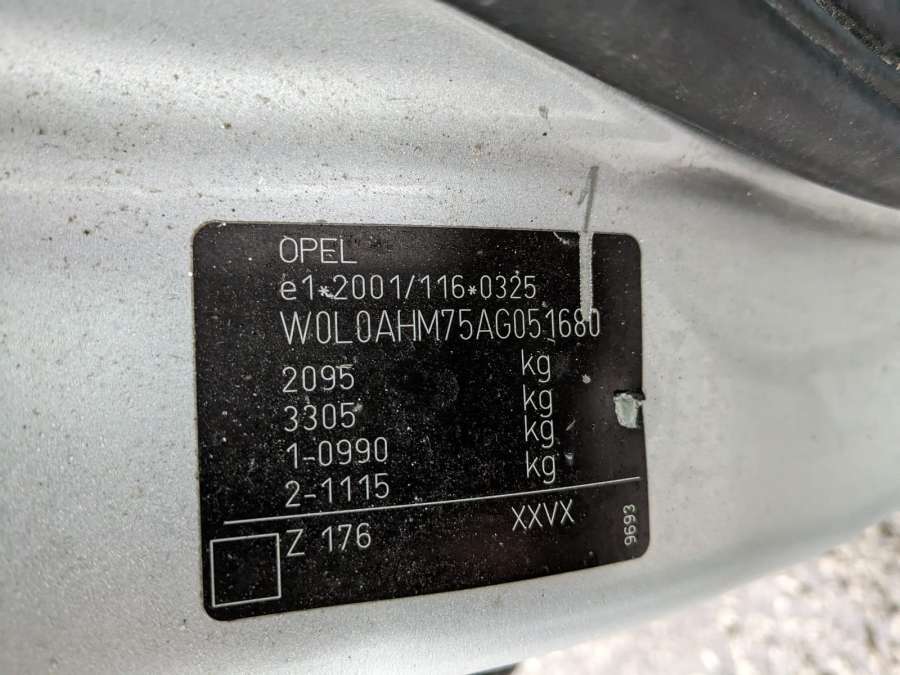 OPEL
e1*2001/116*0325
W0L0AHM75AG051680
2095 kg
3305 kg
1-0990 kg
2-1115 kg
Z 176 XXVX
9693